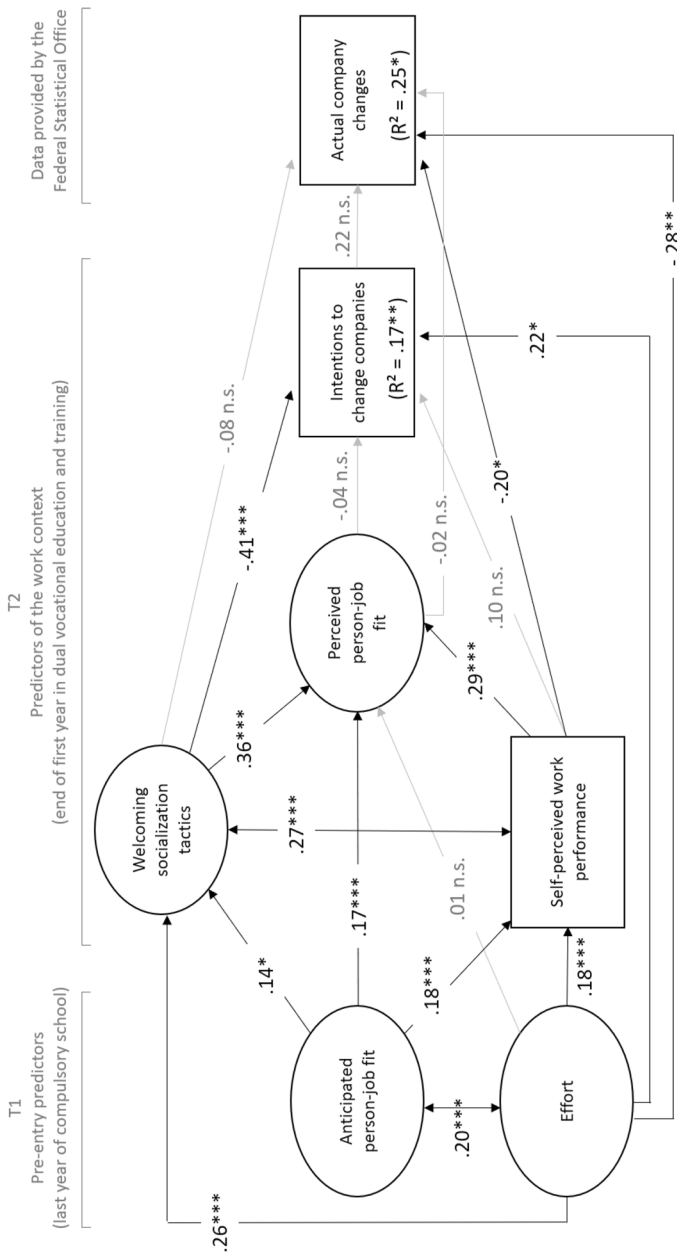 T1
Pre-entry predictors
(last year of compulsory school)
T2
Predictors of the work context
(end of first year in dual vocational education and training)
Data provided by the
Federal Statistical Office
.26***
Welcoming
socialization
tactics
-.08 n.s.
-.41***
.36***
.14*
.27***
Anticipated
person-job fit
.17***
Perceived
person-job
fit
-.04 n.s.
Intentions to
change companies
(R² = .17**)
.22 n.s.
Actual company
changes
(R² = .25*)
.20***
.18***
.01 n.s.
.29***
-.02 n.s.
.10 n.s.
-.20*
Effort
.18***
Self-perceived work
performance
.22*
-.28**